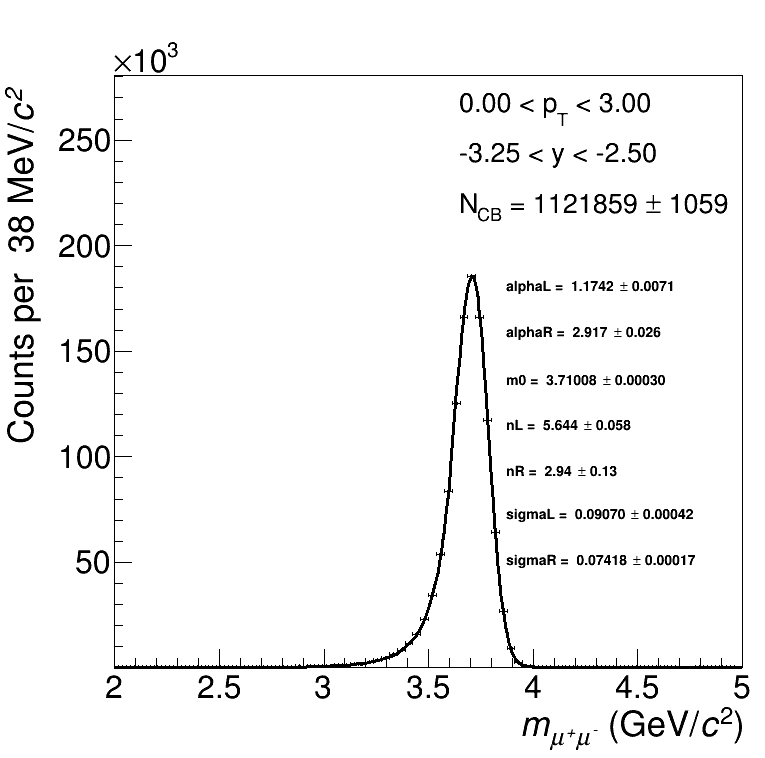 ×10³
Counts per 38 MeV/c²
0.00 < p_T < 3.00
-3.25 < y < -2.50
N_CB = 1121859 ± 1059
250
200
150
100
50
alphaL = 1.1742 ± 0.0071
alphaR = 2.917 ± 0.026
m0 = 3.71008 ± 0.00030
nL = 5.644 ± 0.058
nR = 2.94 ± 0.13
sigmaL = 0.09070 ± 0.00042
sigmaR = 0.07418 ± 0.00017
2 2.5 3 3.5 4 4.5 5
m_μ⁺μ⁻ (GeV/c²)